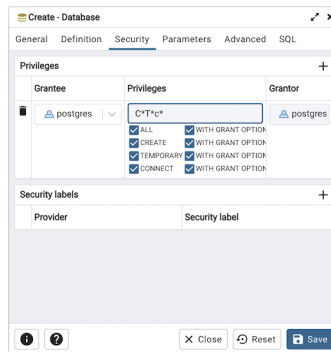 Create - Database
General Definition Security Parameters Advanced SQL
Privileges
Grantee Privileges Grantor
postgres C*T*c* postgres
ALL WITH GRANT OPTION
CREATE WITH GRANT OPTION
TEMPORARY WITH GRANT OPTION
CONNECT WITH GRANT OPTION
Security labels
Provider Security label
Close Reset Save